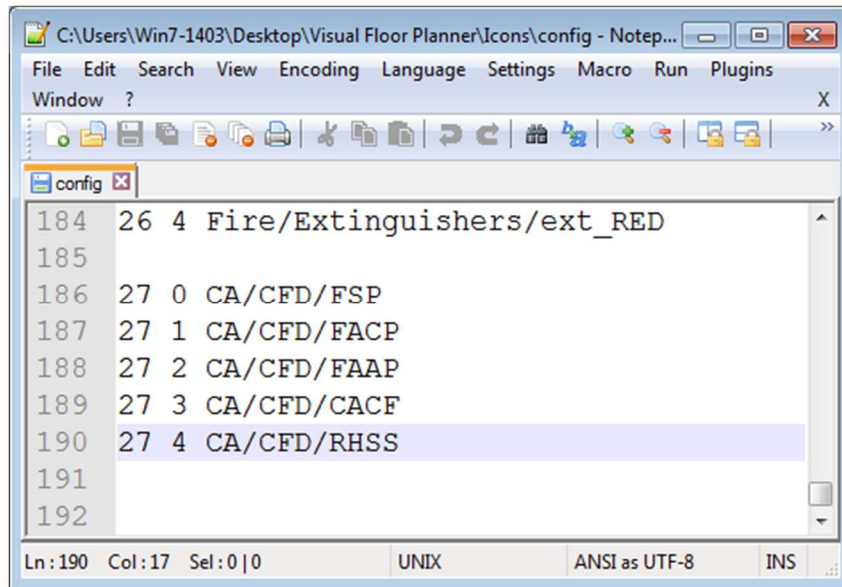 C:\Users\Win7-1403\Desktop\Visual Floor Planner\Icons\config - Notep...
File Edit Search View Encoding Language Settings Macro Run Plugins
Window ? X
config
184 26 4 Fire/Extinguishers/ext_RED
185
186 27 0 CA/CFD/FSP
187 27 1 CA/CFD/FACP
188 27 2 CA/CFD/FAAP
189 27 3 CA/CFD/CACF
190 27 4 CA/CFD/RHSS
191
192
Ln : 190 Col : 17 Sel : 0 | 0 UNIX ANSI as UTF-8 INS